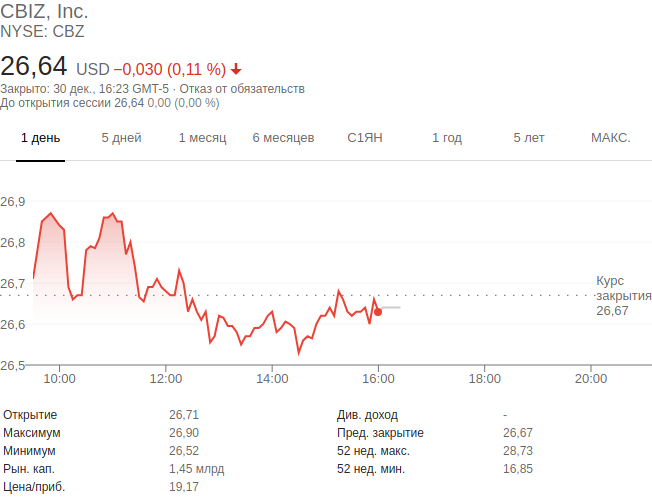 CBIZ, Inc.
NYSE: CBZ
26,64 USD −0,030 (0,11 %)
Закрыто: 30 дек., 16:23 GMT-5 · Отказ от обязательств
До открытия сессии 26,64 0,00 (0,00 %)
1 день 5 дней 1 месяц 6 месяцев С1ЯН 1 год 5 лет МАКС.
26,9
26,8
26,7
Курс
закрытия
26,67
26,6
26,5
10:00 12:00 14:00 16:00 18:00 20:00
Открытие 26,71 Див. доход -
Максимум 26,90 Пред. закрытие 26,67
Минимум 26,52 52 нед. макс. 28,73
Рын. кап. 1,45 млрд 52 нед. мин. 16,85
Цена/приб. 19,17